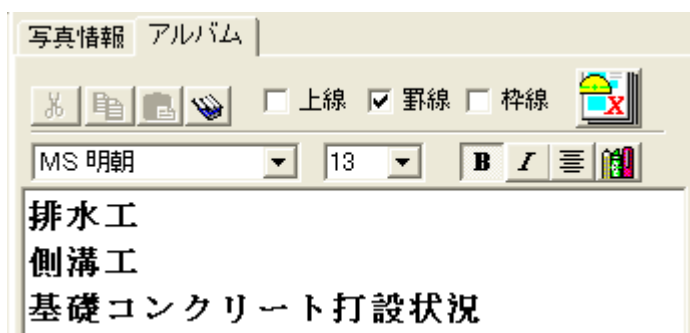 写真情報 アルバム
上線 罫線 枠線
MS 明朝 13 B I
排水工
側溝工
基礎コンクリート打設状況